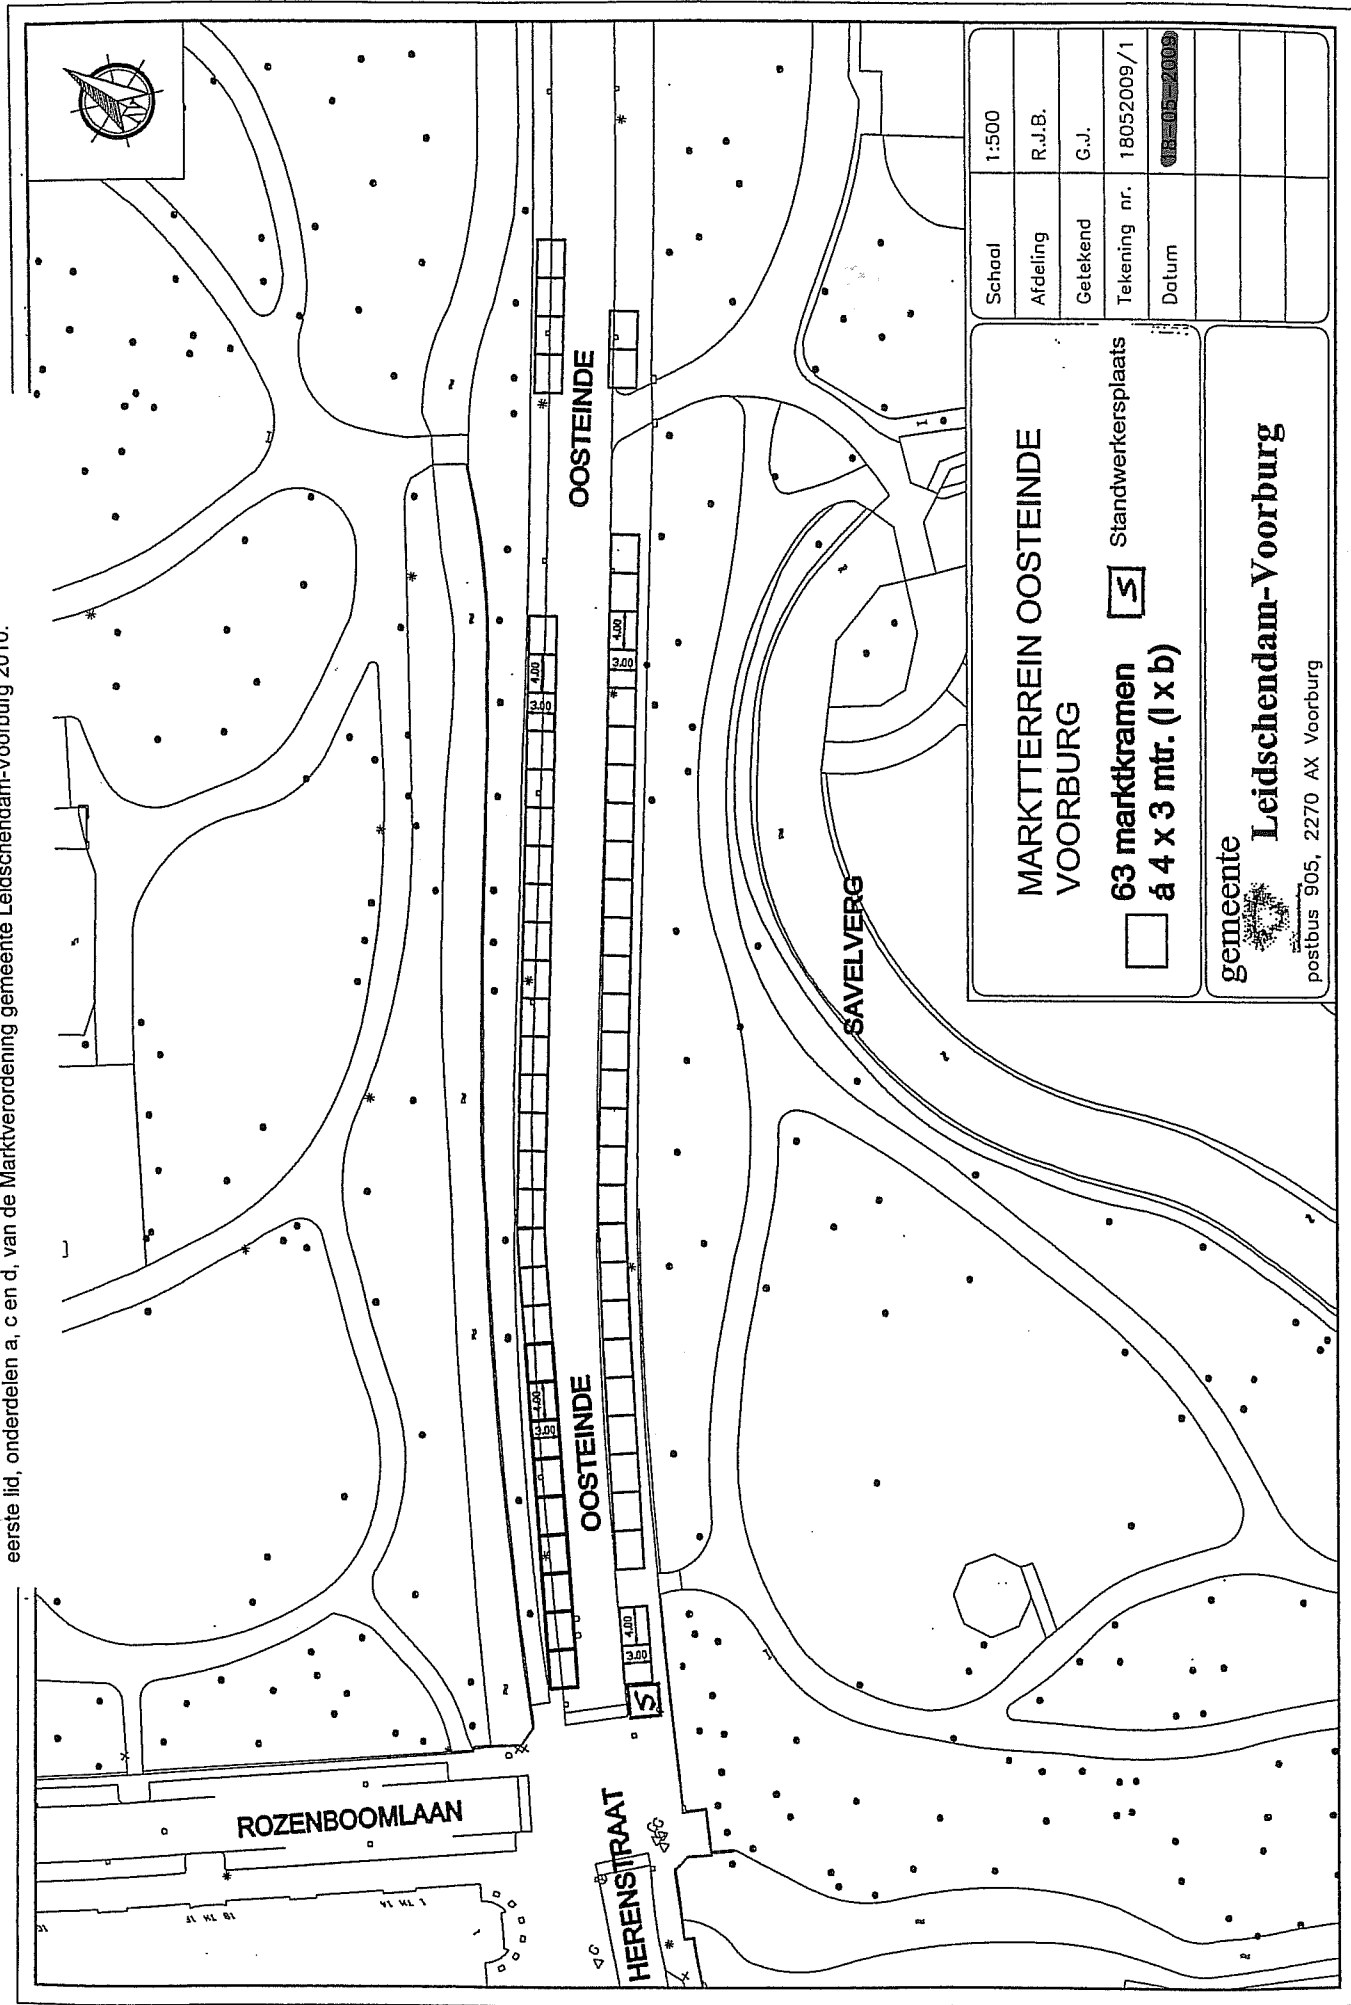 eerste lid, onderdelen a, c en d, van de Marktverordening gemeente Leidschendam-Voorburg 2010.
ROZENBOOMLAAN
HERENSTRAAT
OOSTEINDE
OOSTEINDE
SAVELVERG
S
3.00
4.00
3.00
4.00
3.00
4.00
3.00
4.00
MARKTTERREIN OOSTEINDE
VOORBURG
63 marktkramen
á 4 x 3 mtr. (l x b)
S Standwerkersplaats
gemeente
Leidschendam-Voorburg
postbus 905, 2270 AX Voorburg
Schaal 1:500
Afdeling R.J.B.
Getekend G.J.
Tekening nr. 18052009/1
Datum 18-05-2009